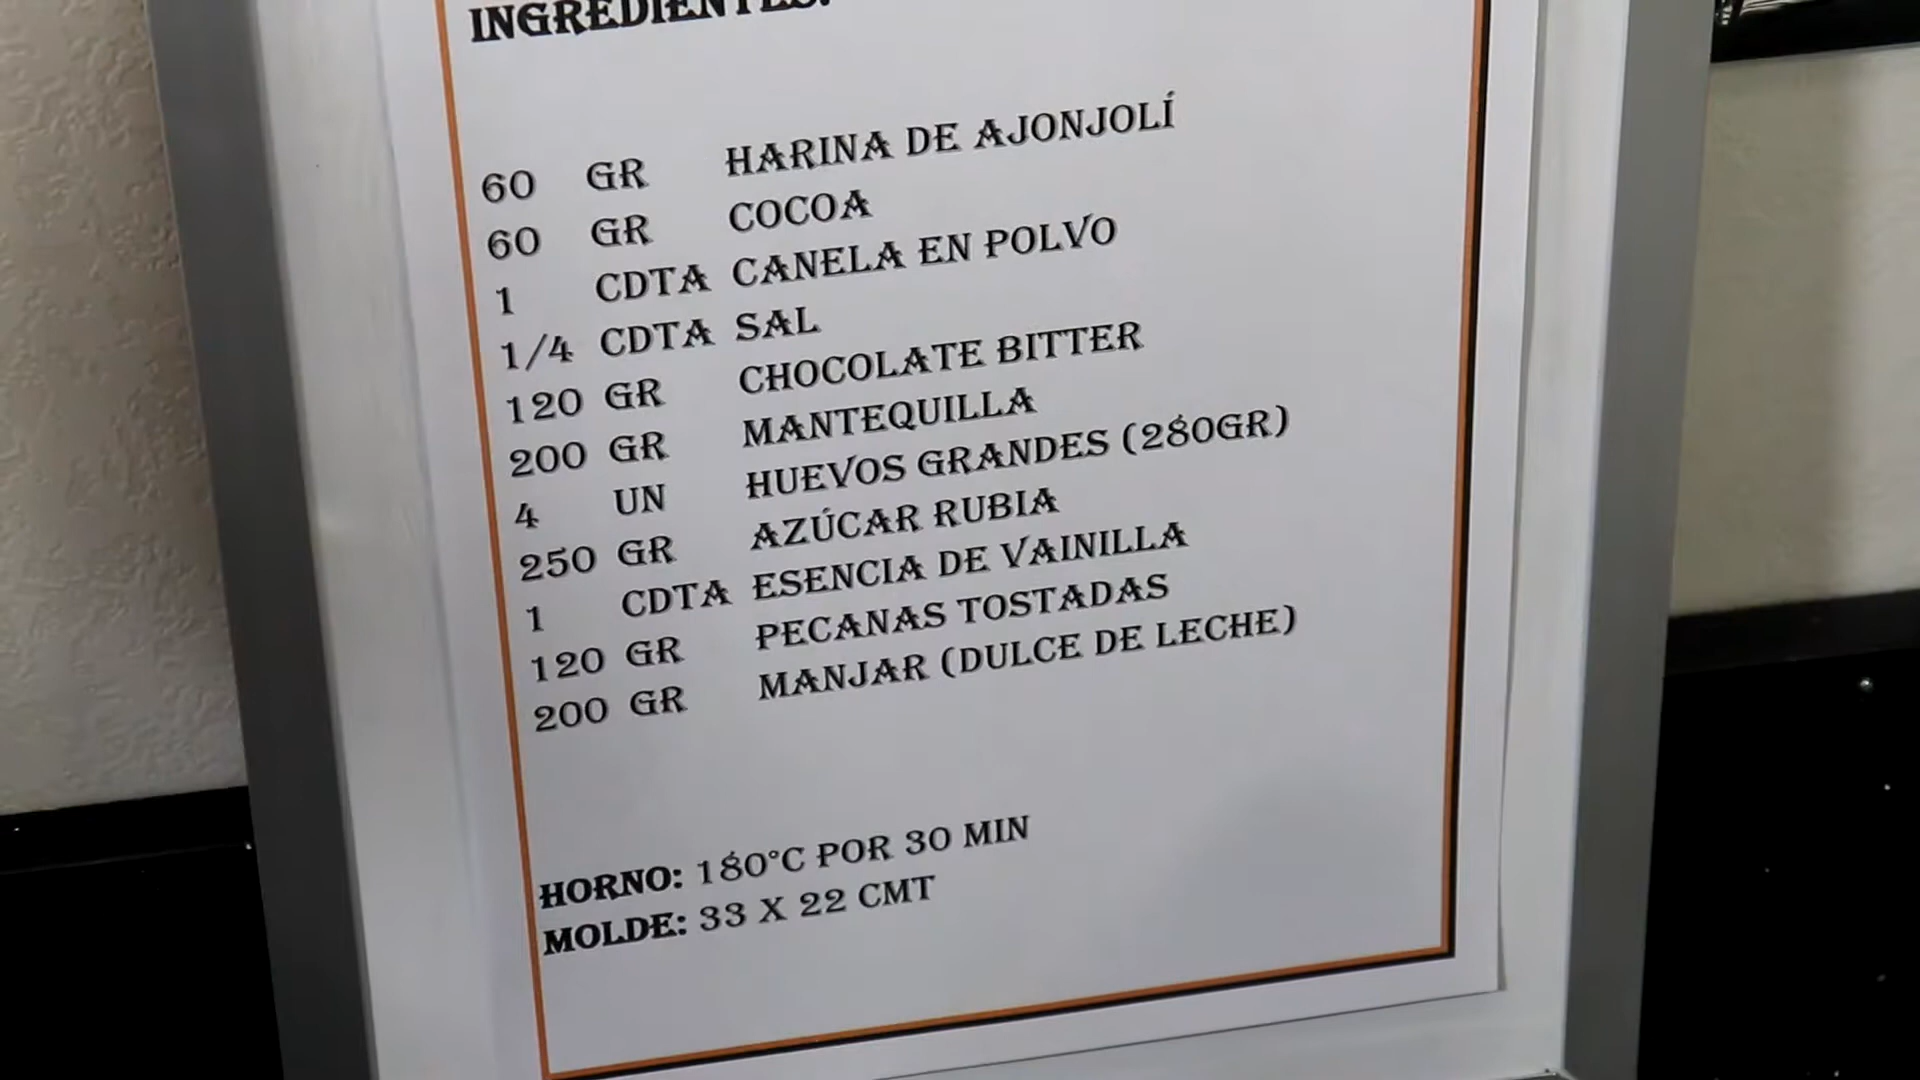 INGREDIENTES:
60 GR HARINA DE AJONJOLÍ
60 GR COCOA
1 CDTA CANELA EN POLVO
1/4 CDTA SAL
120 GR CHOCOLATE BITTER
200 GR MANTEQUILLA
4 UN HUEVOS GRANDES (280GR)
250 GR AZÚCAR RUBIA
1 CDTA ESENCIA DE VAINILLA
120 GR PECANAS TOSTADAS
200 GR MANJAR (DULCE DE LECHE)
HORNO: 180°C POR 30 MIN
MOLDE: 33 X 22 CMT